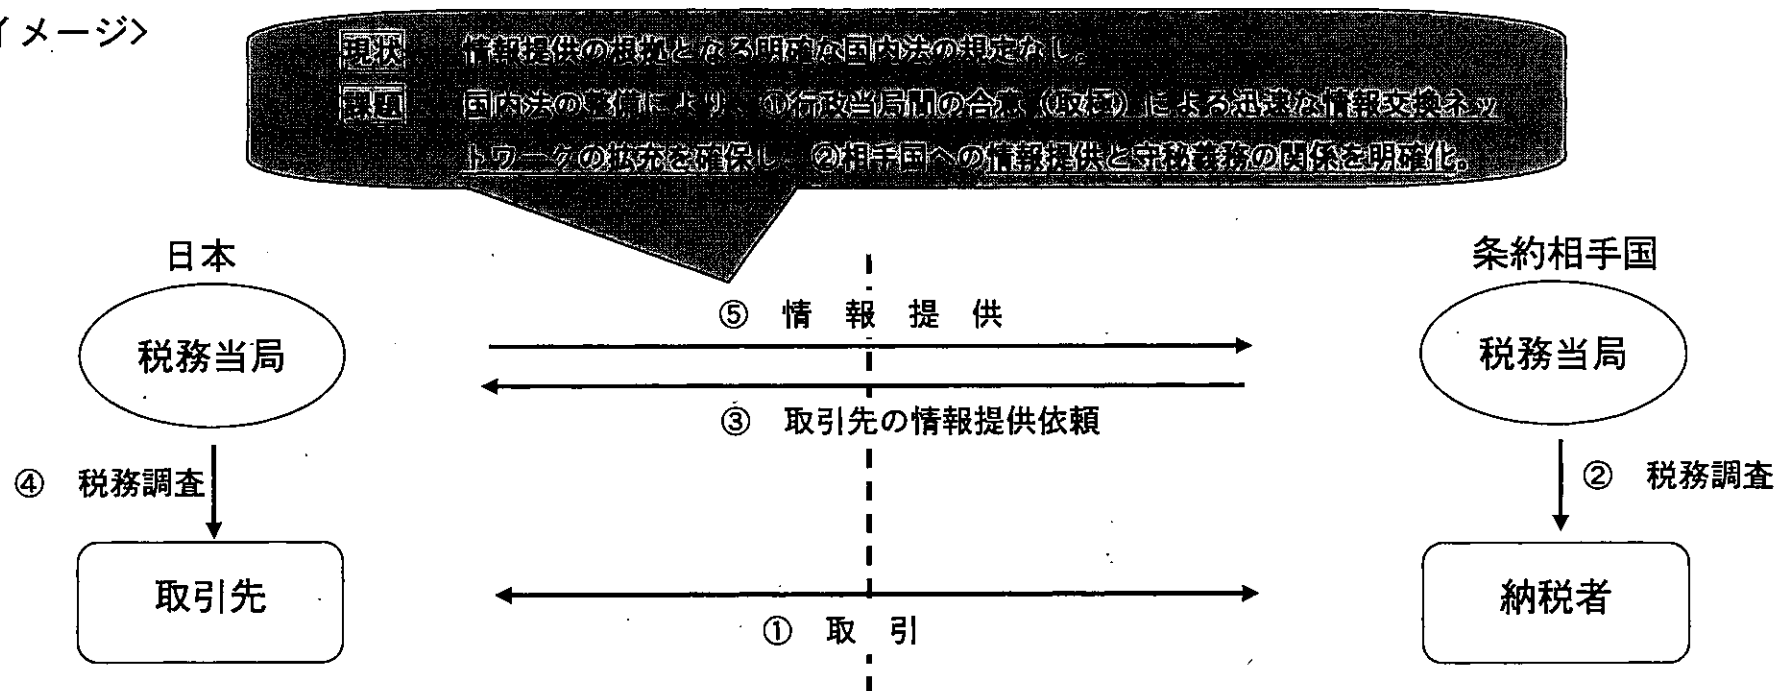 イメージ>
現状 情報提供の根拠となる明確な国内法の規定なし。
課題 国内法の整備により、①行政当局間の合意(取極)による迅速な情報交換ネッ
トワークの拡充を確保し、②相手国への情報提供と守秘義務の関係を明確化。
日本
条約相手国
⑤ 情報提供
税務当局
税務当局
③ 取引先の情報提供依頼
④ 税務調査
② 税務調査
取引先
納税者
① 取引